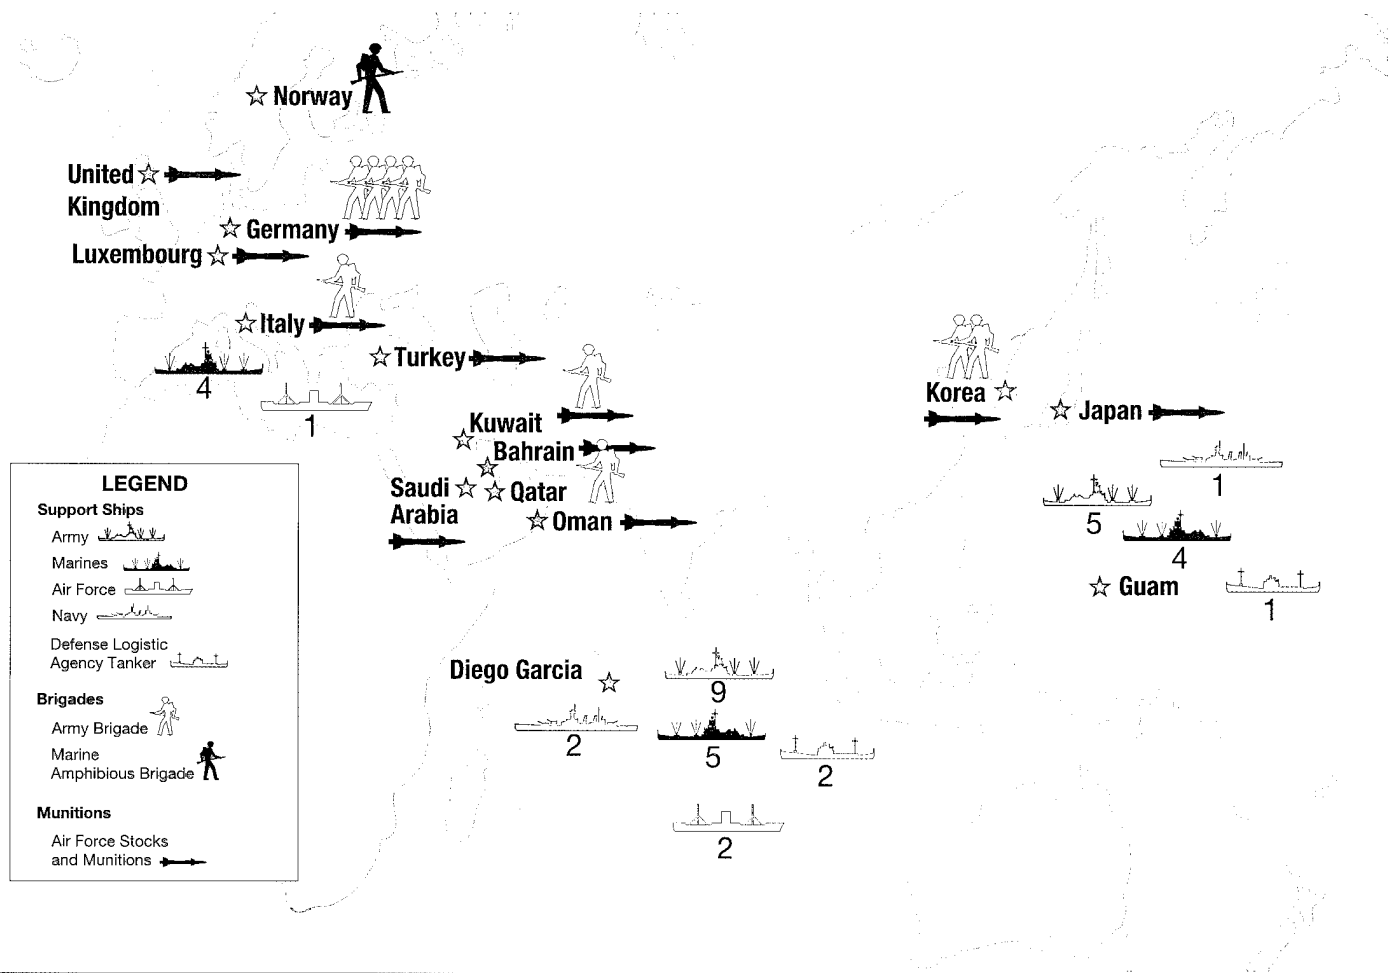 Norway
United
Kingdom
Germany
Luxembourg
Italy
4
1
Turkey
Kuwait
Bahrain
Saudi
Arabia
Qatar
Oman
Korea
Japan
1
5
4
Guam
1
Diego Garcia
9
2
5
2
2
LEGEND
Support Ships
Army
Marines
Air Force
Navy
Defense Logistic
Agency Tanker
Brigades
Army Brigade
Marine
Amphibious Brigade
Munitions
Air Force Stocks
and Munitions